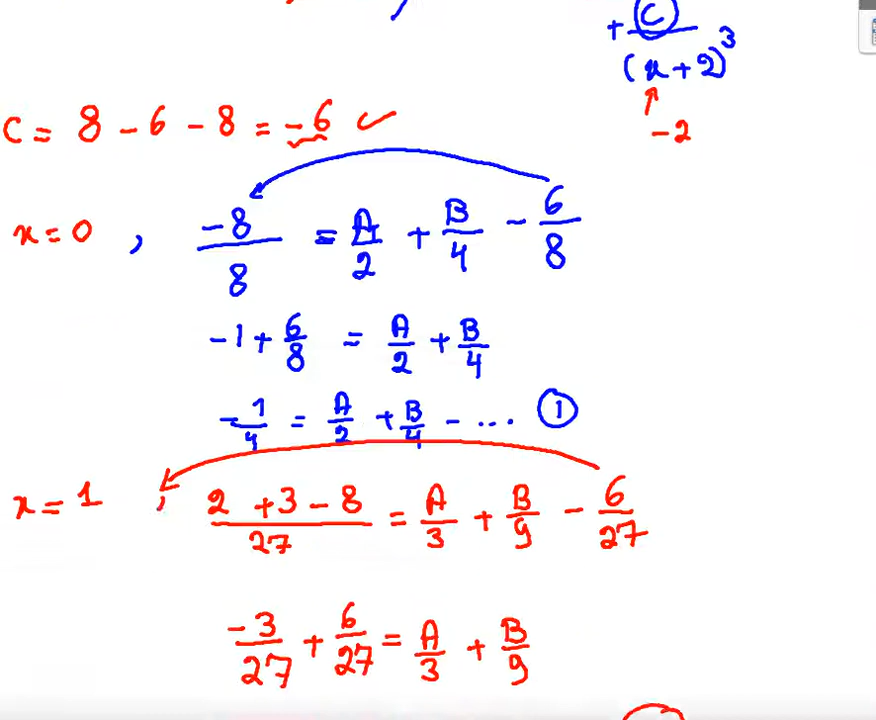 + C / (x+2)^3
-2
C = 8 - 6 - 8 = -6 ✓
x=0 , -8/8 = A/2 + B/4 - 6/8
-1 + 6/8 = A/2 + B/4
-1/4 = A/2 + B/4 - ... ①
x=1 , (2 + 3 - 8)/27 = A/3 + B/9 - 6/27
-3/27 + 6/27 = A/3 + B/9